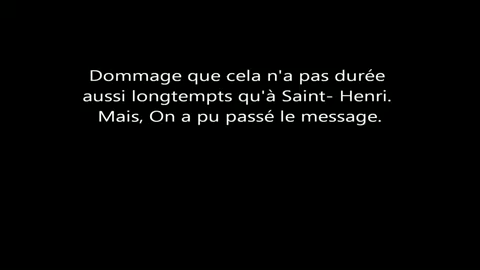 Dommage que cela n'a pas durée
aussi longtempts qu'à Saint- Henri.
Mais, On a pu passé le message.